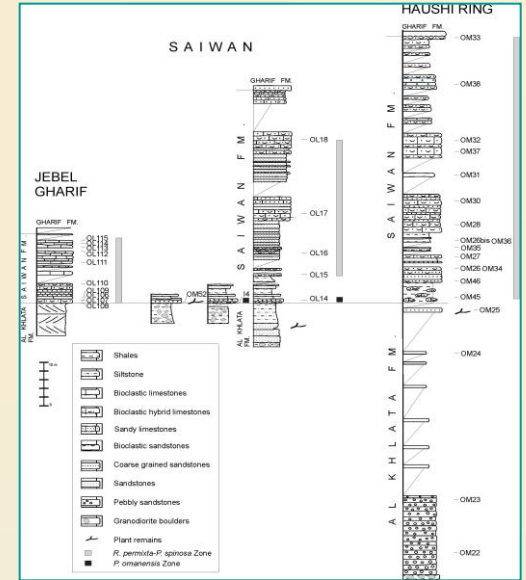 HAUSHI RING
SAIWAN
JEBEL
GHARIF
GHARIF FM.
SAIWAN FM
OL115
OL114
OL112
OL111
OL110
OL109
OL108
AL KHLATA
FM.
10 m
GHARIF FM.
SAIWAN FM
OL18
OL17
OL16
OL15
OM52
OL14
AL KHLATA
FM.
GHARIF FM.
SAIWAN FM
OM33
OM38
OM32
OM37
OM31
OM30
OM28
OM26bis OM36
OM35
OM27
OM26 OM34
OM46
OM45
OM25
AL KHLATA FM
OM24
OM23
OM22
Shales
Siltstone
Bioclastic limestones
Bioclastic hybrid limestones
Sandy limestones
Bioclastic sandstones
Coarse grained sandstones
Sandstones
Pebbly sandstones
Granodiorite boulders
Plant remains
R. permixta-P. spinosa Zone
P. omanensis Zone